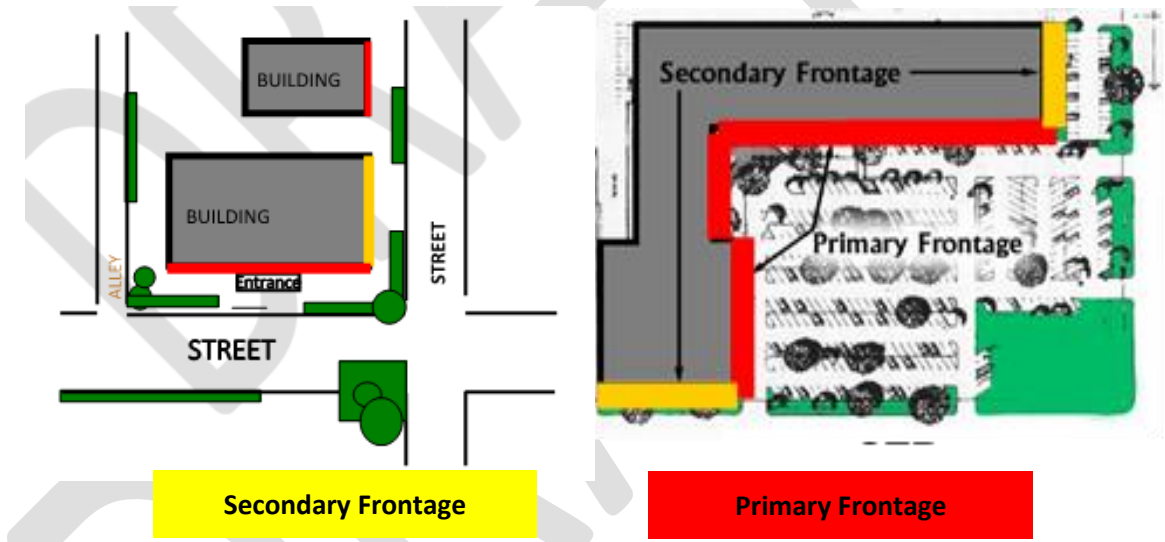 BUILDING
BUILDING
Entrance
ALLEY
STREET
STREET
Secondary Frontage
Primary Frontage
Secondary Frontage
Primary Frontage